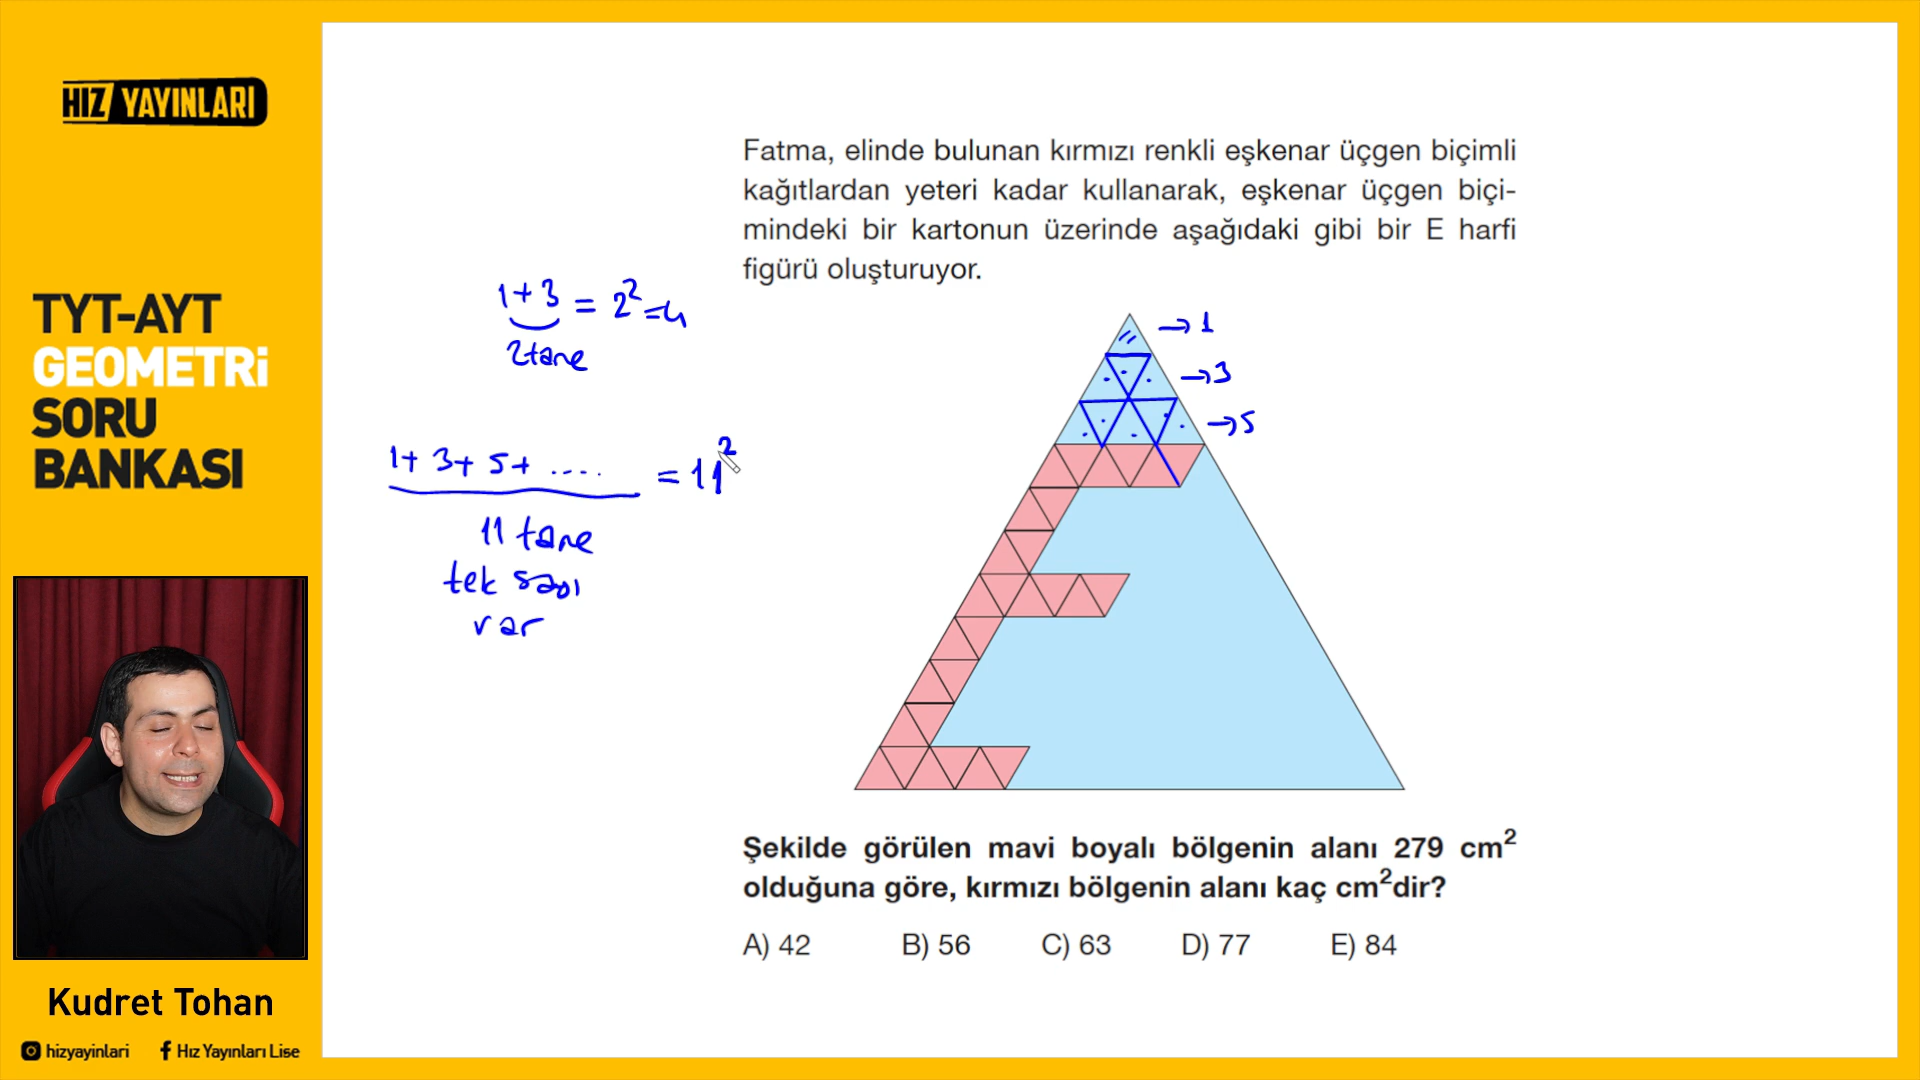 HIZ YAYINLARI
TYT-AYT
GEOMETRİ
SORU
BANKASI
Kudret Tohan
hizyayinlari
Hız Yayınları Lise
Fatma, elinde bulunan kırmızı renkli eşkenar üçgen biçimli
kağıtlardan yeteri kadar kullanarak, eşkenar üçgen biçi-
mindeki bir kartonun üzerinde aşağıdaki gibi bir E harfi
figürü oluşturuyor.
1+3 = 2² = 4
2tane
1+ 3+ 5+ .... = 11²
11 tane
tek sayı
var
→1
→3
→5
Şekilde görülen mavi boyalı bölgenin alanı 279 cm²
olduğuna göre, kırmızı bölgenin alanı kaç cm²dir?
A) 42 B) 56 C) 63 D) 77 E) 84